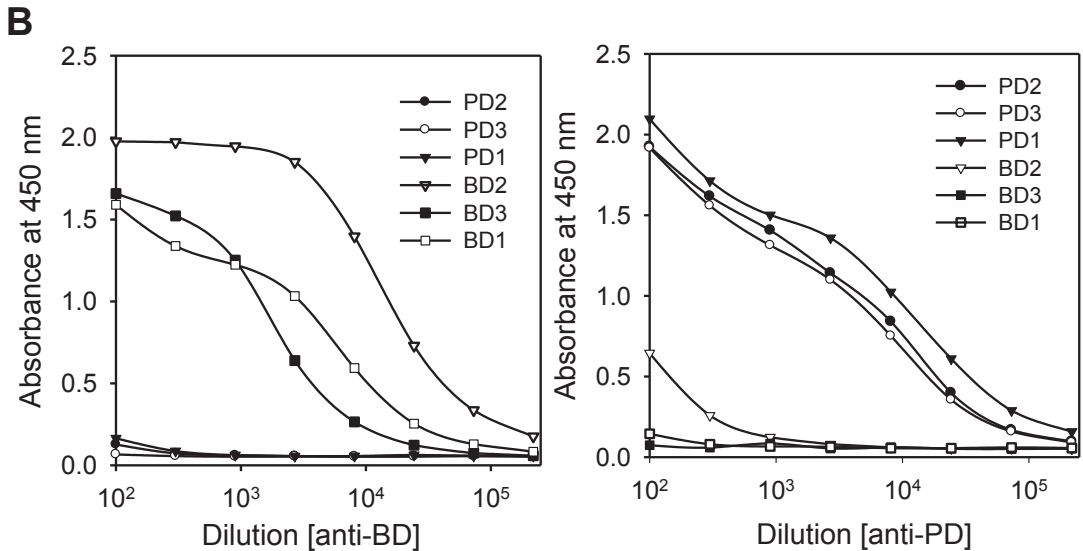 B
Absorbance at 450 nm
2.5
2.0
1.5
1.0
0.5
0.0
PD2
PD3
PD1
BD2
BD3
BD1
10² 10³ 10⁴ 10⁵
Dilution [anti-BD]
Absorbance at 450 nm
2.5
2.0
1.5
1.0
0.5
0.0
PD2
PD3
PD1
BD2
BD3
BD1
10² 10³ 10⁴ 10⁵
Dilution [anti-PD]